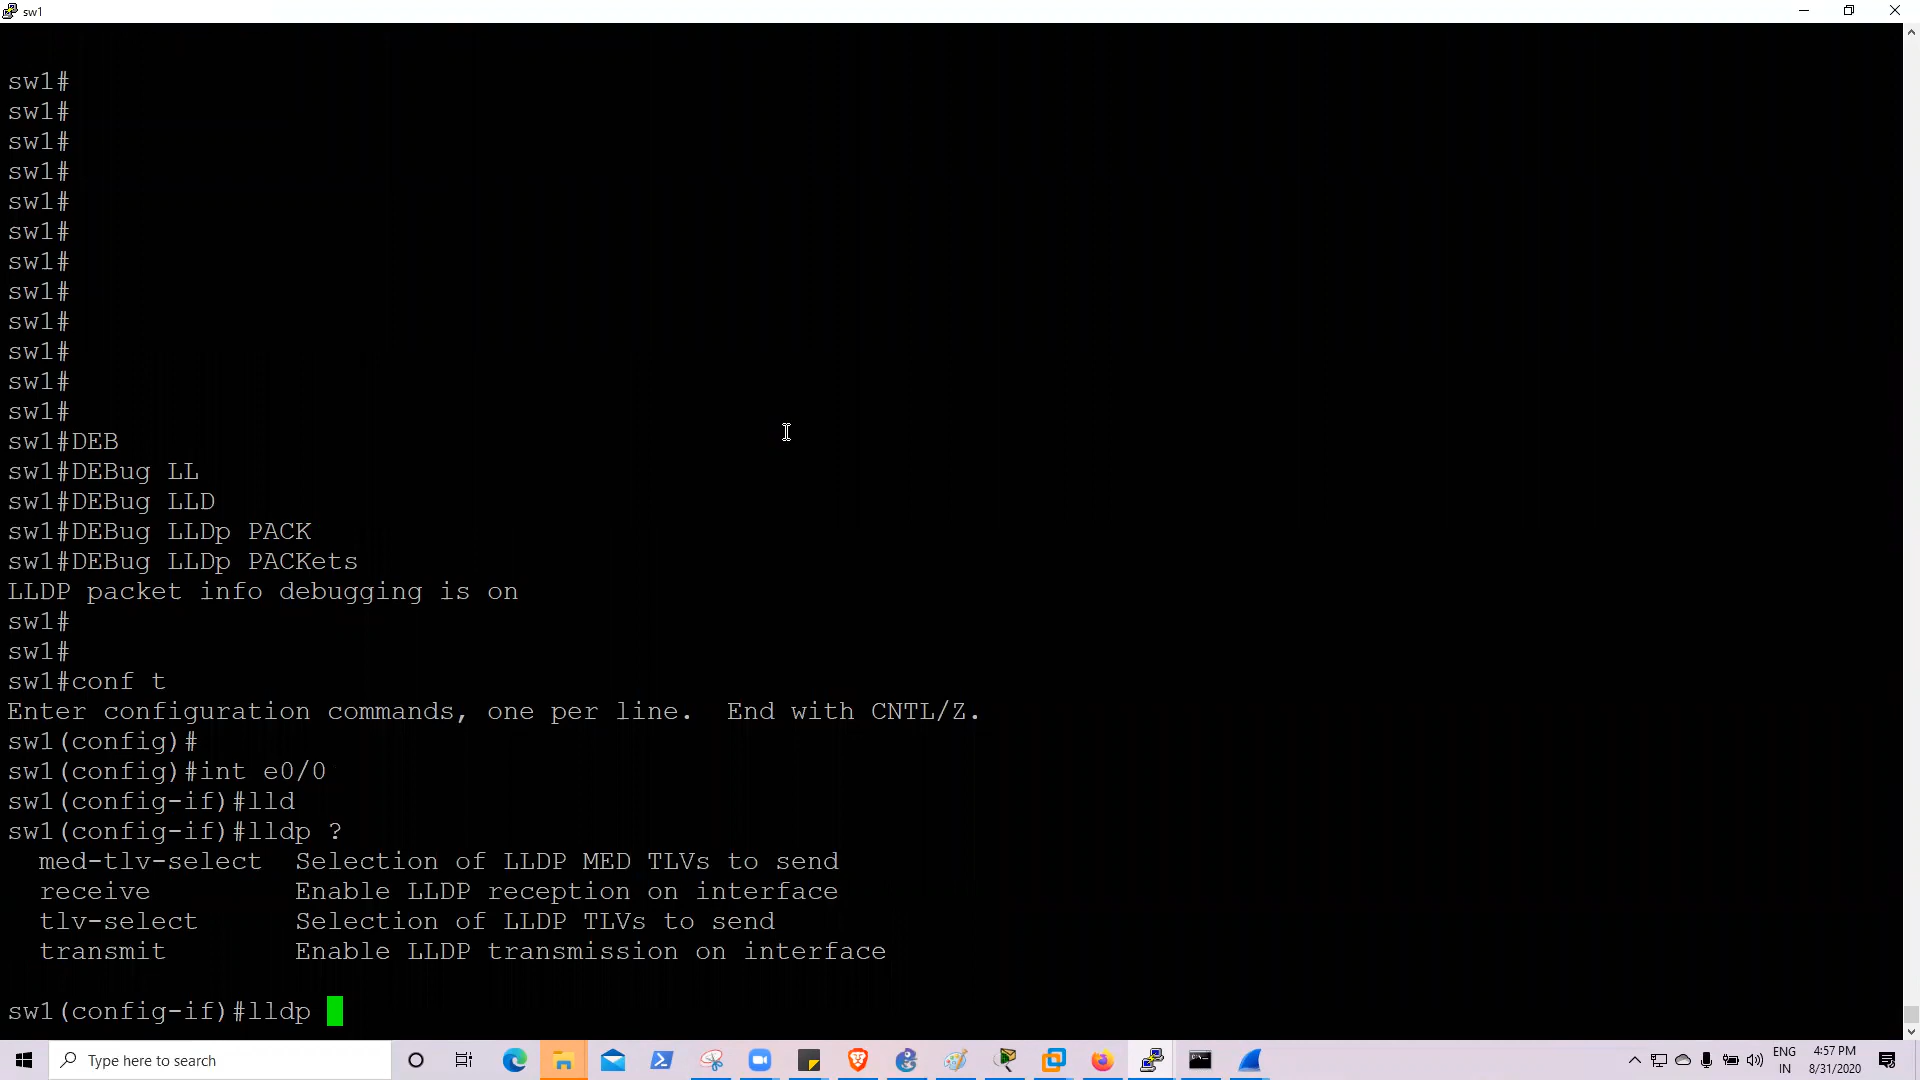 sw1
sw1#
sw1#
sw1#
sw1#
sw1#
sw1#
sw1#
sw1#
sw1#
sw1#
sw1#
sw1#
sw1#DEB
sw1#DEBug LL
sw1#DEBug LLD
sw1#DEBug LLDp PACK
sw1#DEBug LLDp PACKets
LLDP packet info debugging is on
sw1#
sw1#
sw1#conf t
Enter configuration commands, one per line.  End with CNTL/Z.
sw1(config)#
sw1(config)#int e0/0
sw1(config-if)#lld
sw1(config-if)#lldp ?
  med-tlv-select  Selection of LLDP MED TLVs to send
  receive         Enable LLDP reception on interface
  tlv-select      Selection of LLDP TLVs to send
  transmit        Enable LLDP transmission on interface
sw1(config-if)#lldp
Type here to search
ENG
IN
4:57 PM
8/31/2020